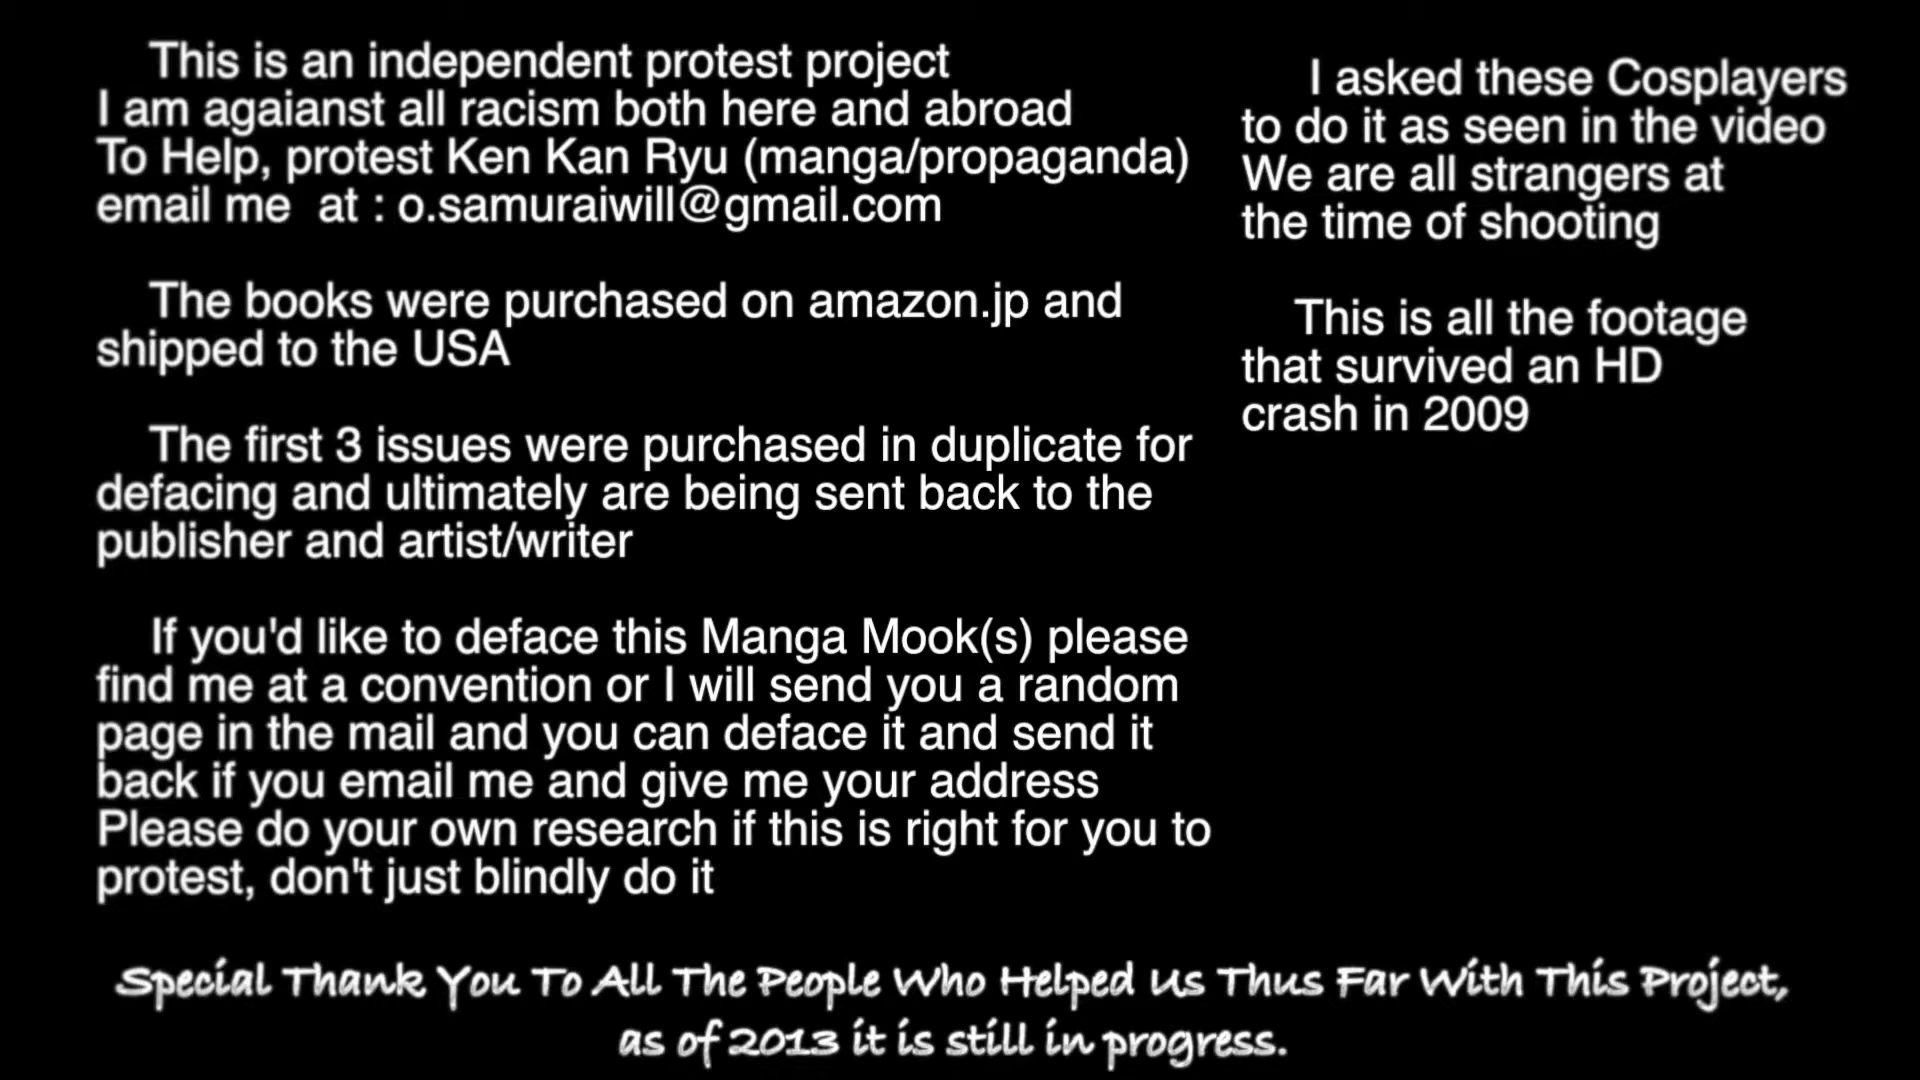 This is an independent protest project
I am agaianst all racism both here and abroad
To Help, protest Ken Kan Ryu (manga/propaganda)
email me  at : o.samuraiwill@gmail.com
The books were purchased on amazon.jp and
shipped to the USA
The first 3 issues were purchased in duplicate for
defacing and ultimately are being sent back to the
publisher and artist/writer
If you'd like to deface this Manga Mook(s) please
find me at a convention or I will send you a random
page in the mail and you can deface it and send it
back if you email me and give me your address
Please do your own research if this is right for you to
protest, don't just blindly do it
I asked these Cosplayers
to do it as seen in the video
We are all strangers at
the time of shooting
This is all the footage
that survived an HD
crash in 2009
Special Thank You To All The People Who Helped Us Thus Far With This Project,
as of 2013 it is still in progress.